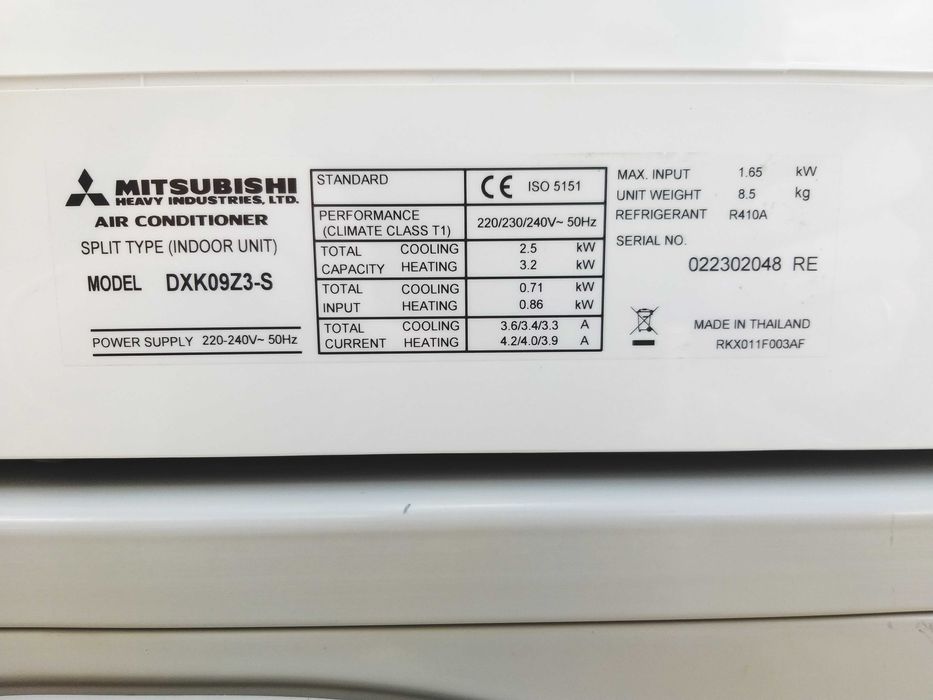 MITSUBISHI
HEAVY INDUSTRIES, LTD.
AIR CONDITIONER
SPLIT TYPE (INDOOR UNIT)
MODEL DXK09Z3-S
POWER SUPPLY 220-240V~ 50Hz
STANDARD CE ISO 5151
PERFORMANCE
(CLIMATE CLASS T1) 220/230/240V~ 50Hz
TOTAL COOLING 2.5 kW
CAPACITY HEATING 3.2 kW
TOTAL COOLING 0.71 kW
INPUT HEATING 0.86 kW
TOTAL COOLING 3.6/3.4/3.3 A
CURRENT HEATING 4.2/4.0/3.9 A
MAX. INPUT 1.65 kW
UNIT WEIGHT 8.5 kg
REFRIGERANT R410A
SERIAL NO.
022302048 RE
MADE IN THAILAND
RKX011F003AF